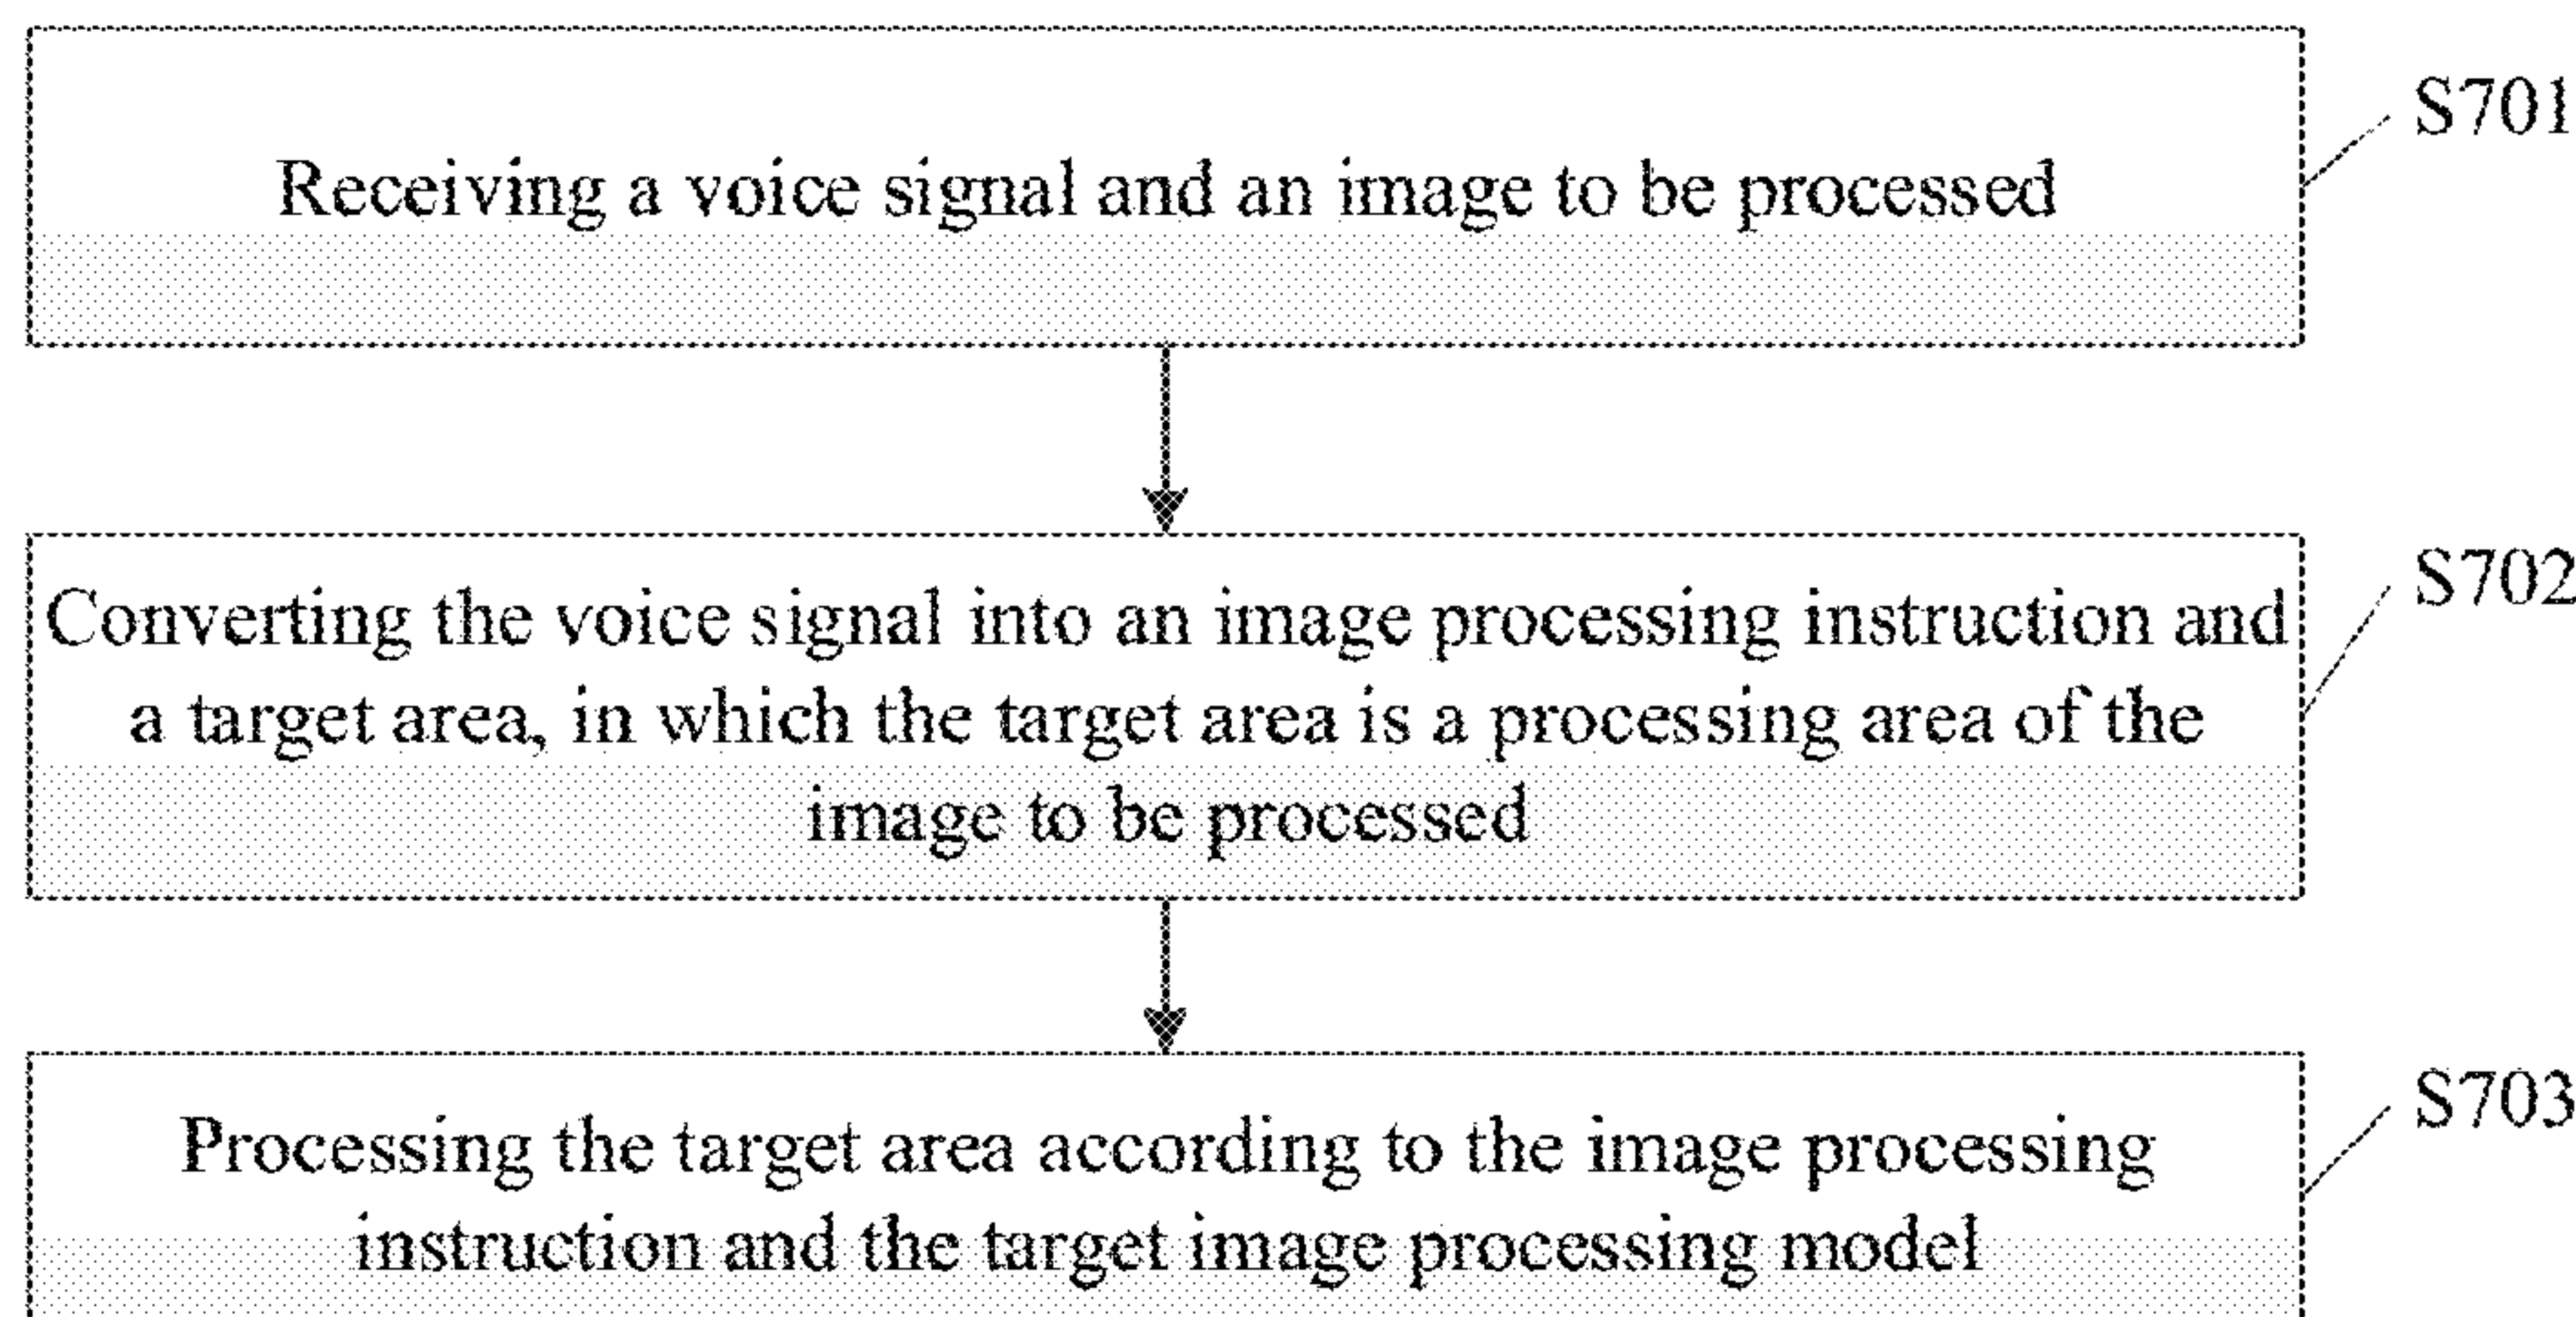 S701
Receiving a voice signal and an image to be processed
S702
Converting the voice signal into an image processing instruction and
a target area, in which the target area is a processing area of the
image to be processed
S703
Processing the target area according to the image processing
instruction and the target image processing model